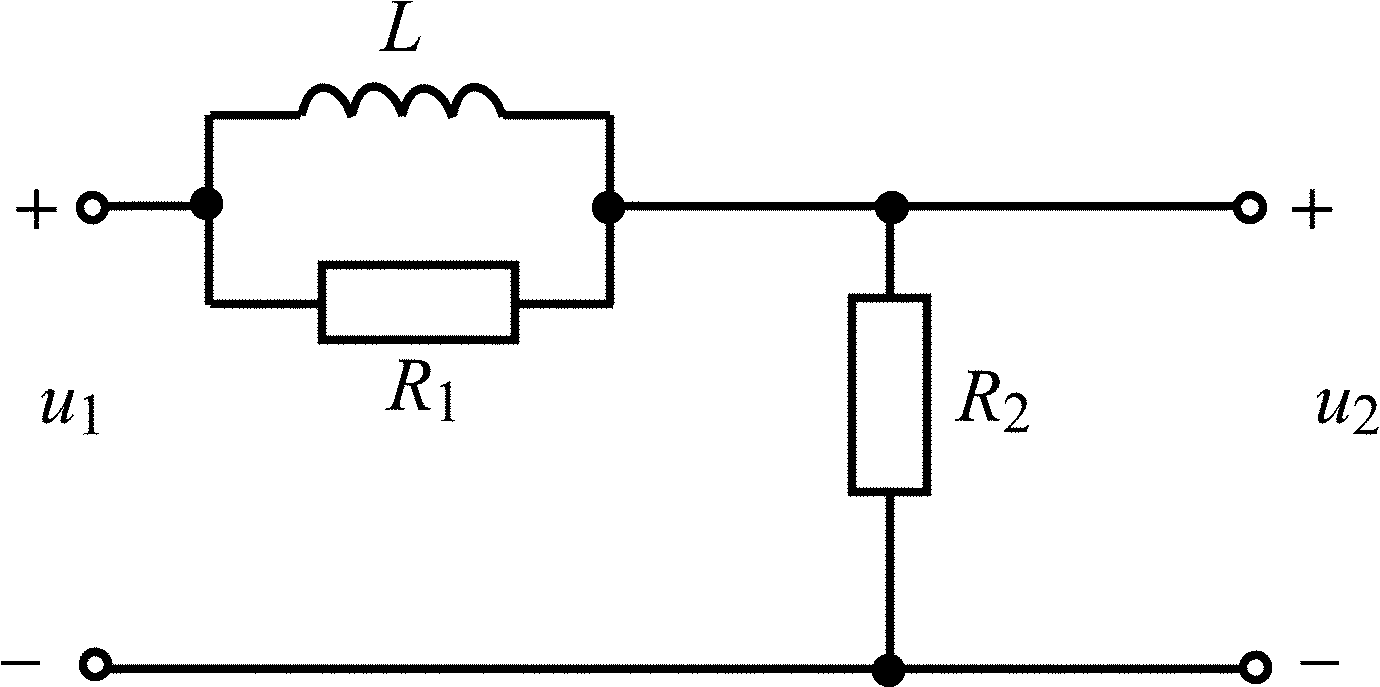 L
+ +
R1
u1 R2 u2
− −